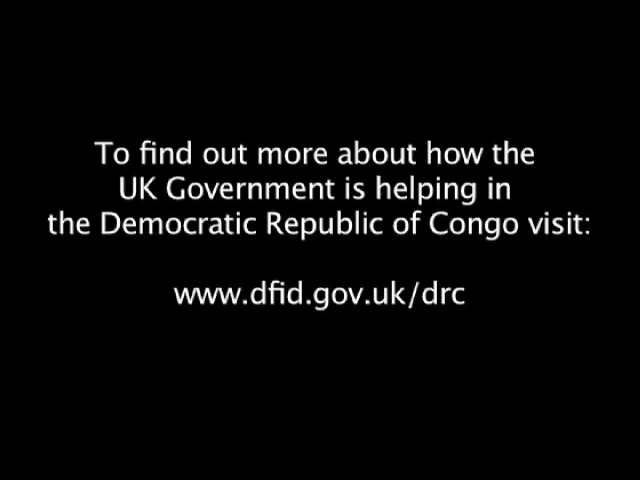 To find out more about how the
UK Government is helping in
the Democratic Republic of Congo visit:
www.dfid.gov.uk/drc